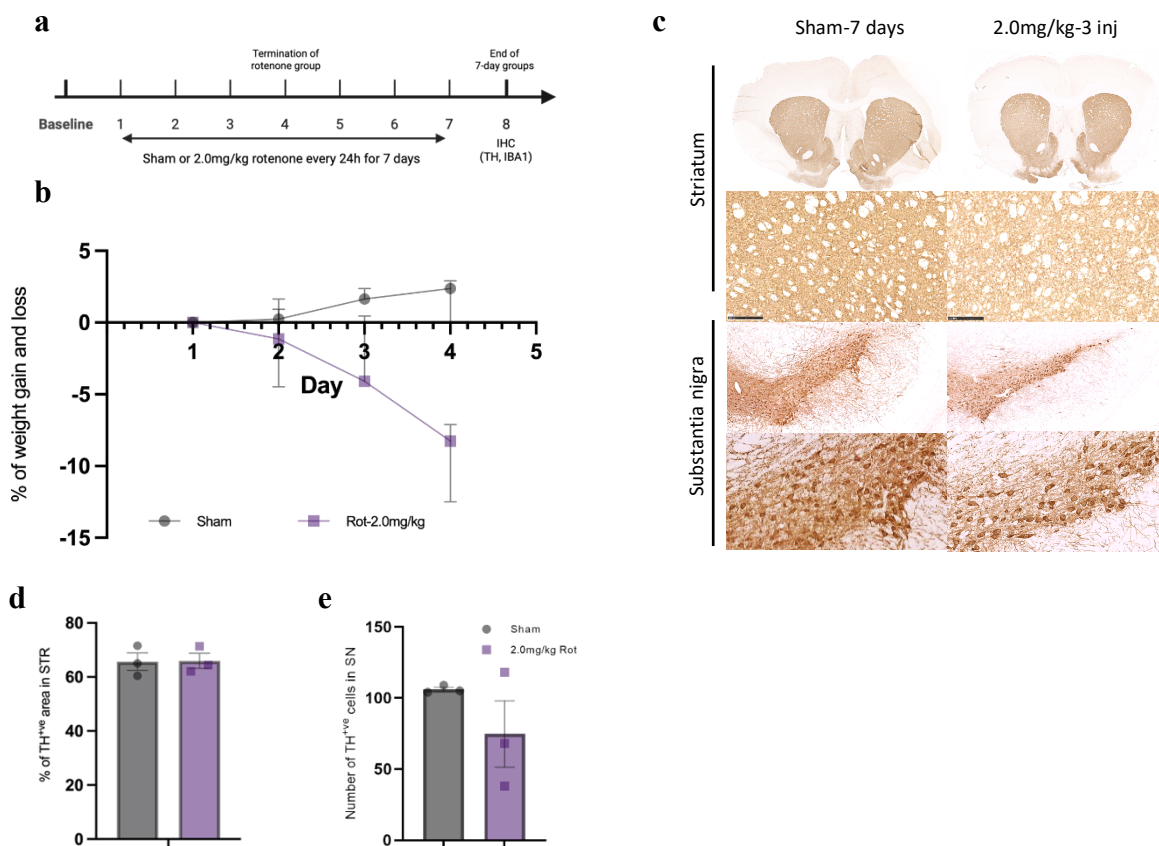 a
Termination of
rotenone group
End of
7-day groups
Baseline 1 2 3 4 5 6 7 8
Sham or 2.0mg/kg rotenone every 24h for 7 days
IHC
(TH, IBA1)
b
% of weight gain and loss
5
0
-5
-10
-15
1 2 3 4 5
Day
Sham
Rot-2.0mg/kg
c
Sham-7 days
2.0mg/kg-3 inj
Striatum
Substantia nigra
d
% of TH+ve area in STR
80
60
40
20
0
e
Number of TH+ve cells in SN
150
100
50
0
Sham
2.0mg/kg Rot